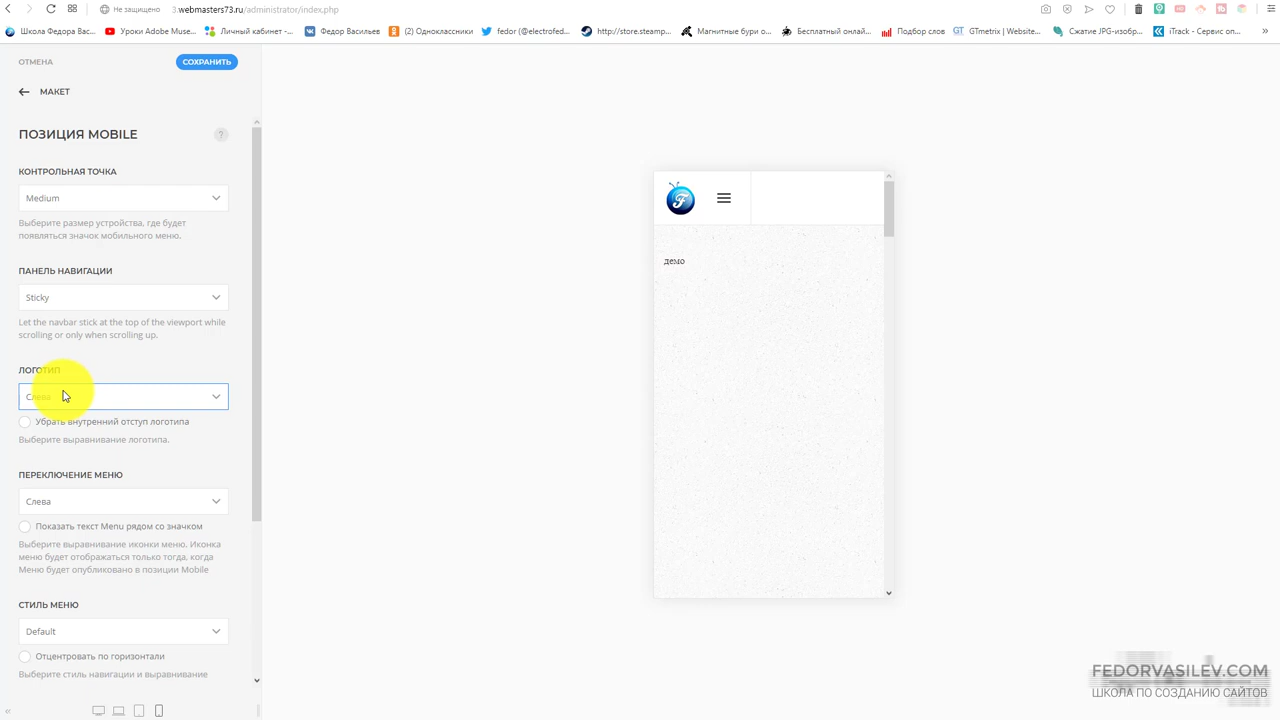 Не защищено
3.webmasters73.ru/administrator/index.php
Школа Федора Вас...
Уроки Adobe Muse...
Личный кабинет -...
Федор Васильев
(2) Одноклассники
fedor (@electrofed...
http://store.steamp...
Магнитные бури о...
Бесплатный онлай...
Подбор слов
GTmetrix | Website...
Сжатие JPG-изобр...
iTrack - Сервис оп...
ОТМЕНА
СОХРАНИТЬ
МАКЕТ
ПОЗИЦИЯ MOBILE
?
КОНТРОЛЬНАЯ ТОЧКА
Medium
Выберите размер устройства, где будет
появляться значок мобильного меню.
ПАНЕЛЬ НАВИГАЦИИ
Sticky
Let the navbar stick at the top of the viewport while
scrolling or only when scrolling up.
ЛОГОТИП
Слева
Убрать внутренний отступ логотипа
Выберите выравнивание логотипа.
ПЕРЕКЛЮЧЕНИЕ МЕНЮ
Слева
Показать текст Menu рядом со значком
Выберите выравнивание иконки меню. Иконка
меню будет отображаться только тогда, когда
Меню будет опубликовано в позиции Mobile
СТИЛЬ МЕНЮ
Default
Отцентровать по горизонтали
Выберите стиль навигации и выравнивание
демо
FEDORVASILEV.COM
ШКОЛА ПО СОЗДАНИЮ САЙТОВ